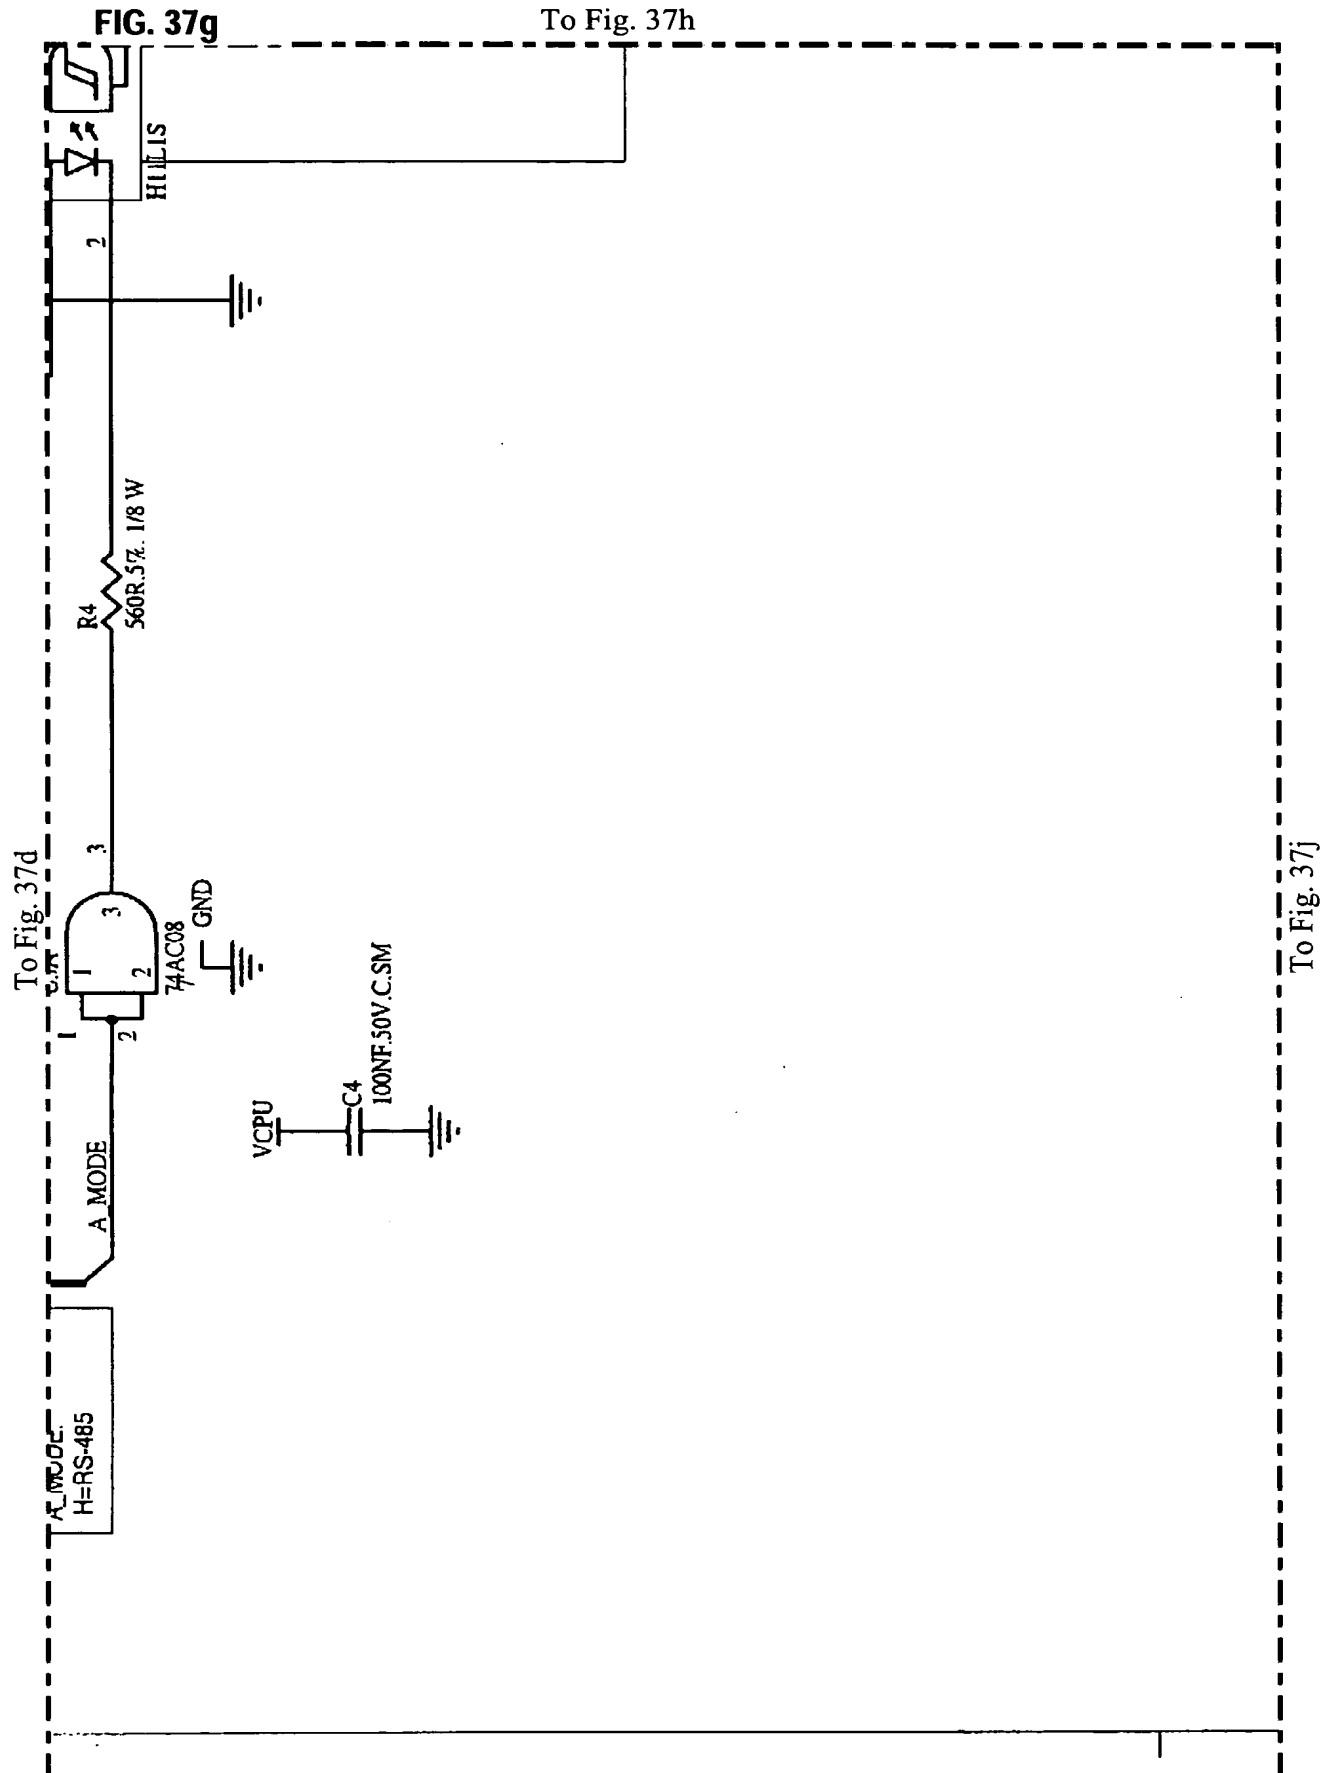 FIG. 37g
To Fig. 37h
To Fig. 37d
To Fig. 37j
H11L1S
2
R4
560R.5%. 1/8 W
3
3
1
2
74AC08
GND
1
2
A_MODE
VCPU
C4
100NF.50V.C.SM
A_MODE.
H=RS-485